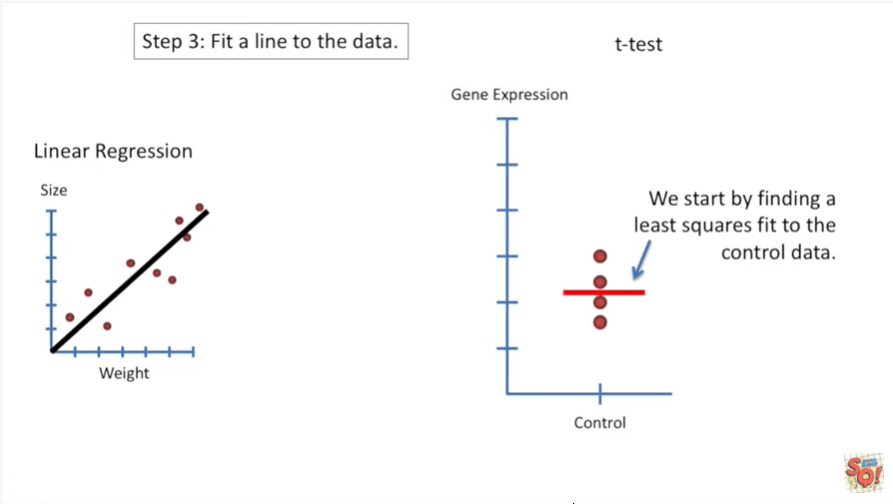 Step 3: Fit a line to the data.
t-test
Gene Expression
Linear Regression
Size
We start by finding a
least squares fit to the
control data.
Weight
Control
SQ!